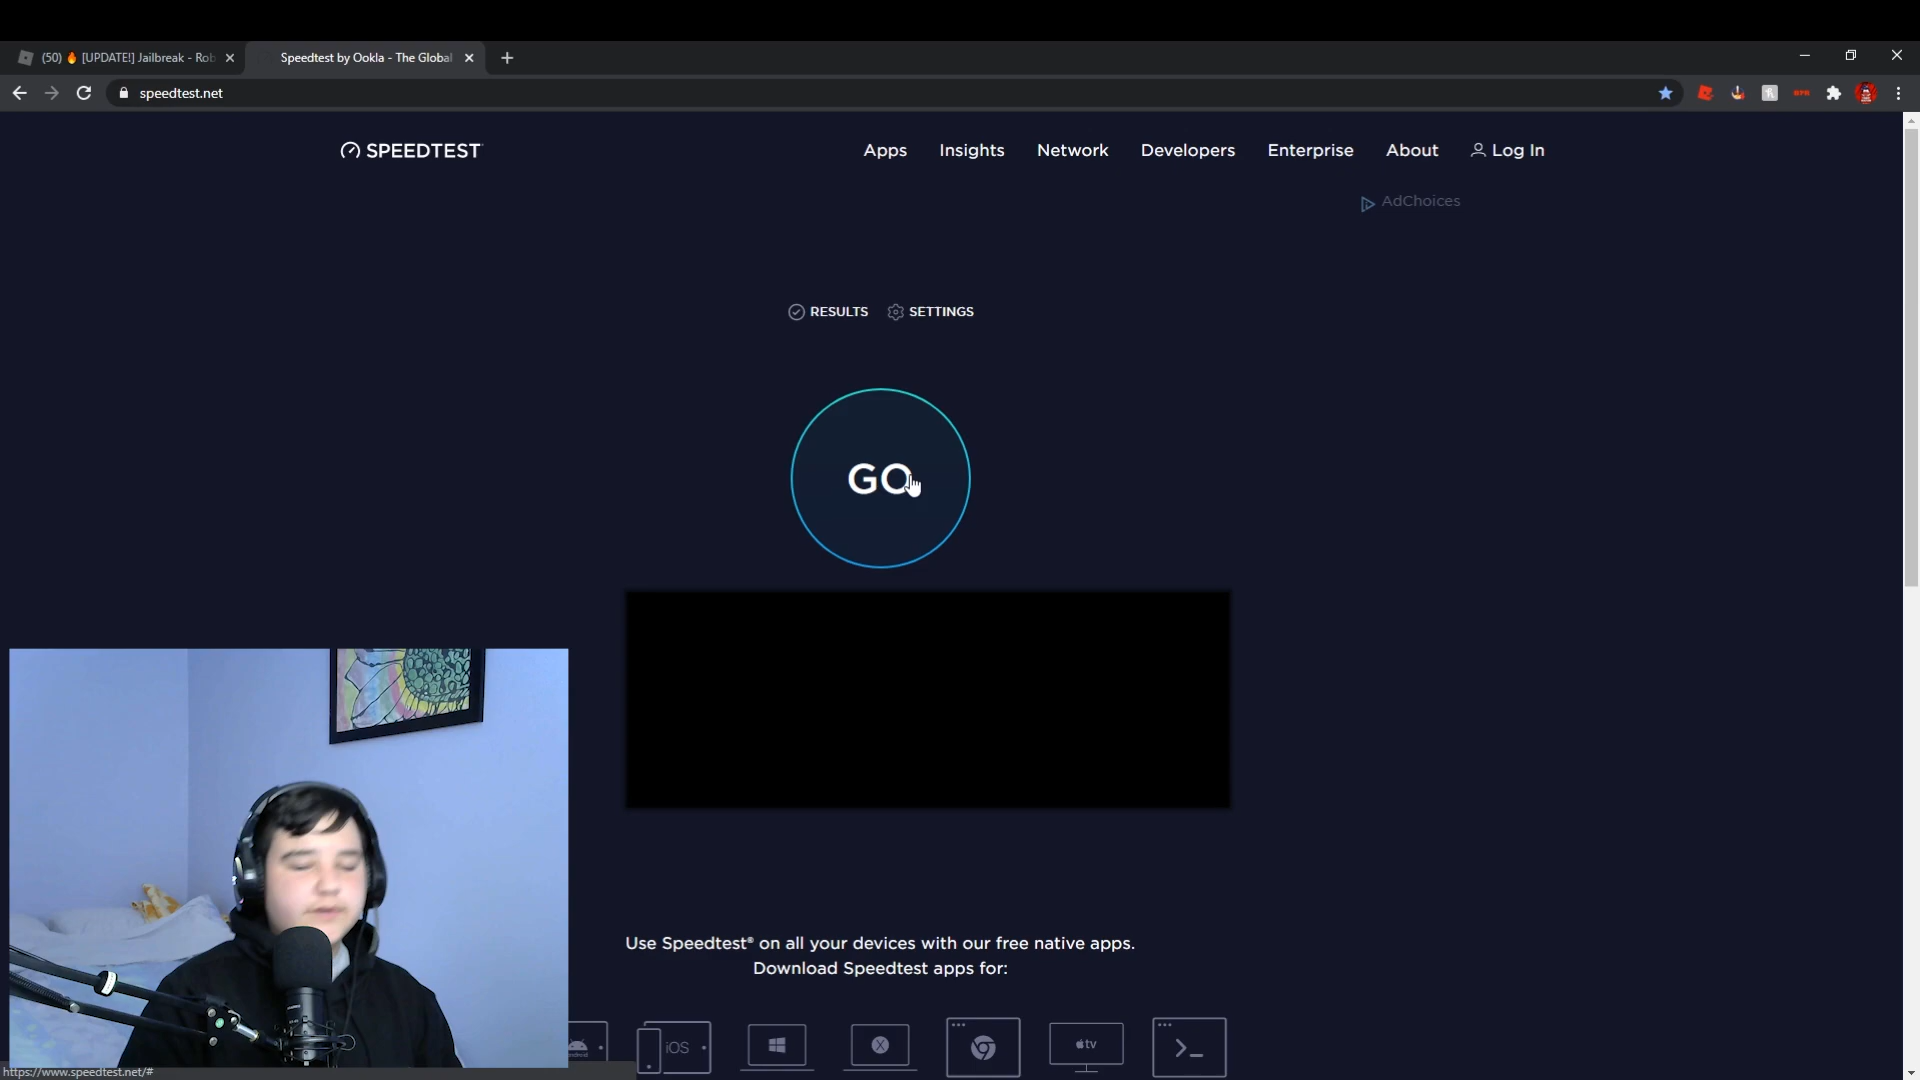 (50) 🔥 [UPDATE!] Jailbreak - Rob
Speedtest by Ookla - The Global
speedtest.net
SPEEDTEST
Apps
Insights
Network
Developers
Enterprise
About
Log In
AdChoices
RESULTS
SETTINGS
GO
Use Speedtest® on all your devices with our free native apps.
Download Speedtest apps for:
iOS
tv
https://www.speedtest.net/#